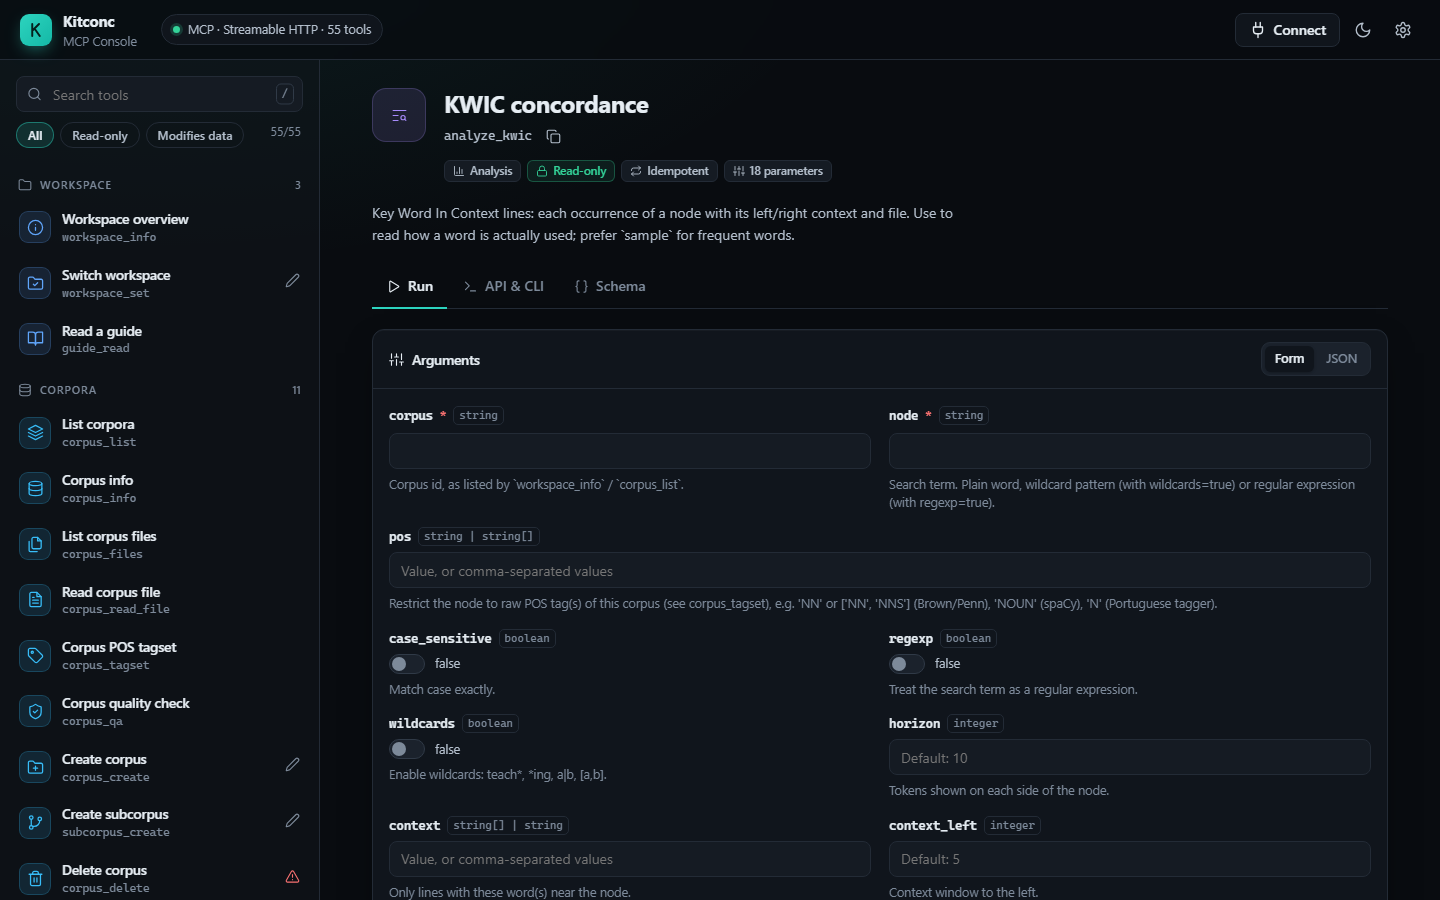 K
Kitconc
MCP Console
MCP · Streamable HTTP · 55 tools
Connect
Search tools
/
All
Read-only
Modifies data
55/55
WORKSPACE
3
Workspace overview
workspace_info
Switch workspace
workspace_set
Read a guide
guide_read
CORPORA
11
List corpora
corpus_list
Corpus info
corpus_info
List corpus files
corpus_files
Read corpus file
corpus_read_file
Corpus POS tagset
corpus_tagset
Corpus quality check
corpus_qa
Create corpus
corpus_create
Create subcorpus
subcorpus_create
Delete corpus
corpus_delete
KWIC concordance
analyze_kwic
Analysis
Read-only
Idempotent
18 parameters
Key Word In Context lines: each occurrence of a node with its left/right context and file. Use to
read how a word is actually used; prefer `sample` for frequent words.
Run
API & CLI
{ } Schema
Arguments
Form
JSON
corpus * string
Corpus id, as listed by `workspace_info` / `corpus_list`.
node * string
Search term. Plain word, wildcard pattern (with wildcards=true) or regular expression
(with regexp=true).
pos string | string[]
Value, or comma-separated values
Restrict the node to raw POS tag(s) of this corpus (see corpus_tagset), e.g. 'NN' or ['NN', 'NNS'] (Brown/Penn), 'NOUN' (spaCy), 'N' (Portuguese tagger).
case_sensitive boolean
false
Match case exactly.
regexp boolean
false
Treat the search term as a regular expression.
wildcards boolean
false
Enable wildcards: teach*, *ing, a|b, [a,b].
horizon integer
Default: 10
Tokens shown on each side of the node.
context string[] | string
Value, or comma-separated values
Only lines with these word(s) near the node.
context_left integer
Default: 5
Context window to the left.